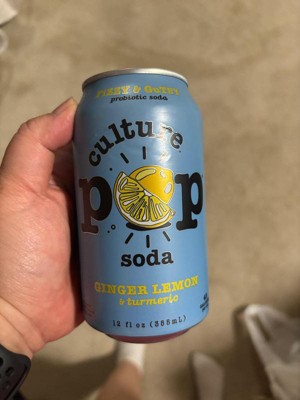 FIZZY & GUTSY
probiotic soda
culture
pop
soda
GINGER LEMON
& turmeric
12 fl oz (355mL)